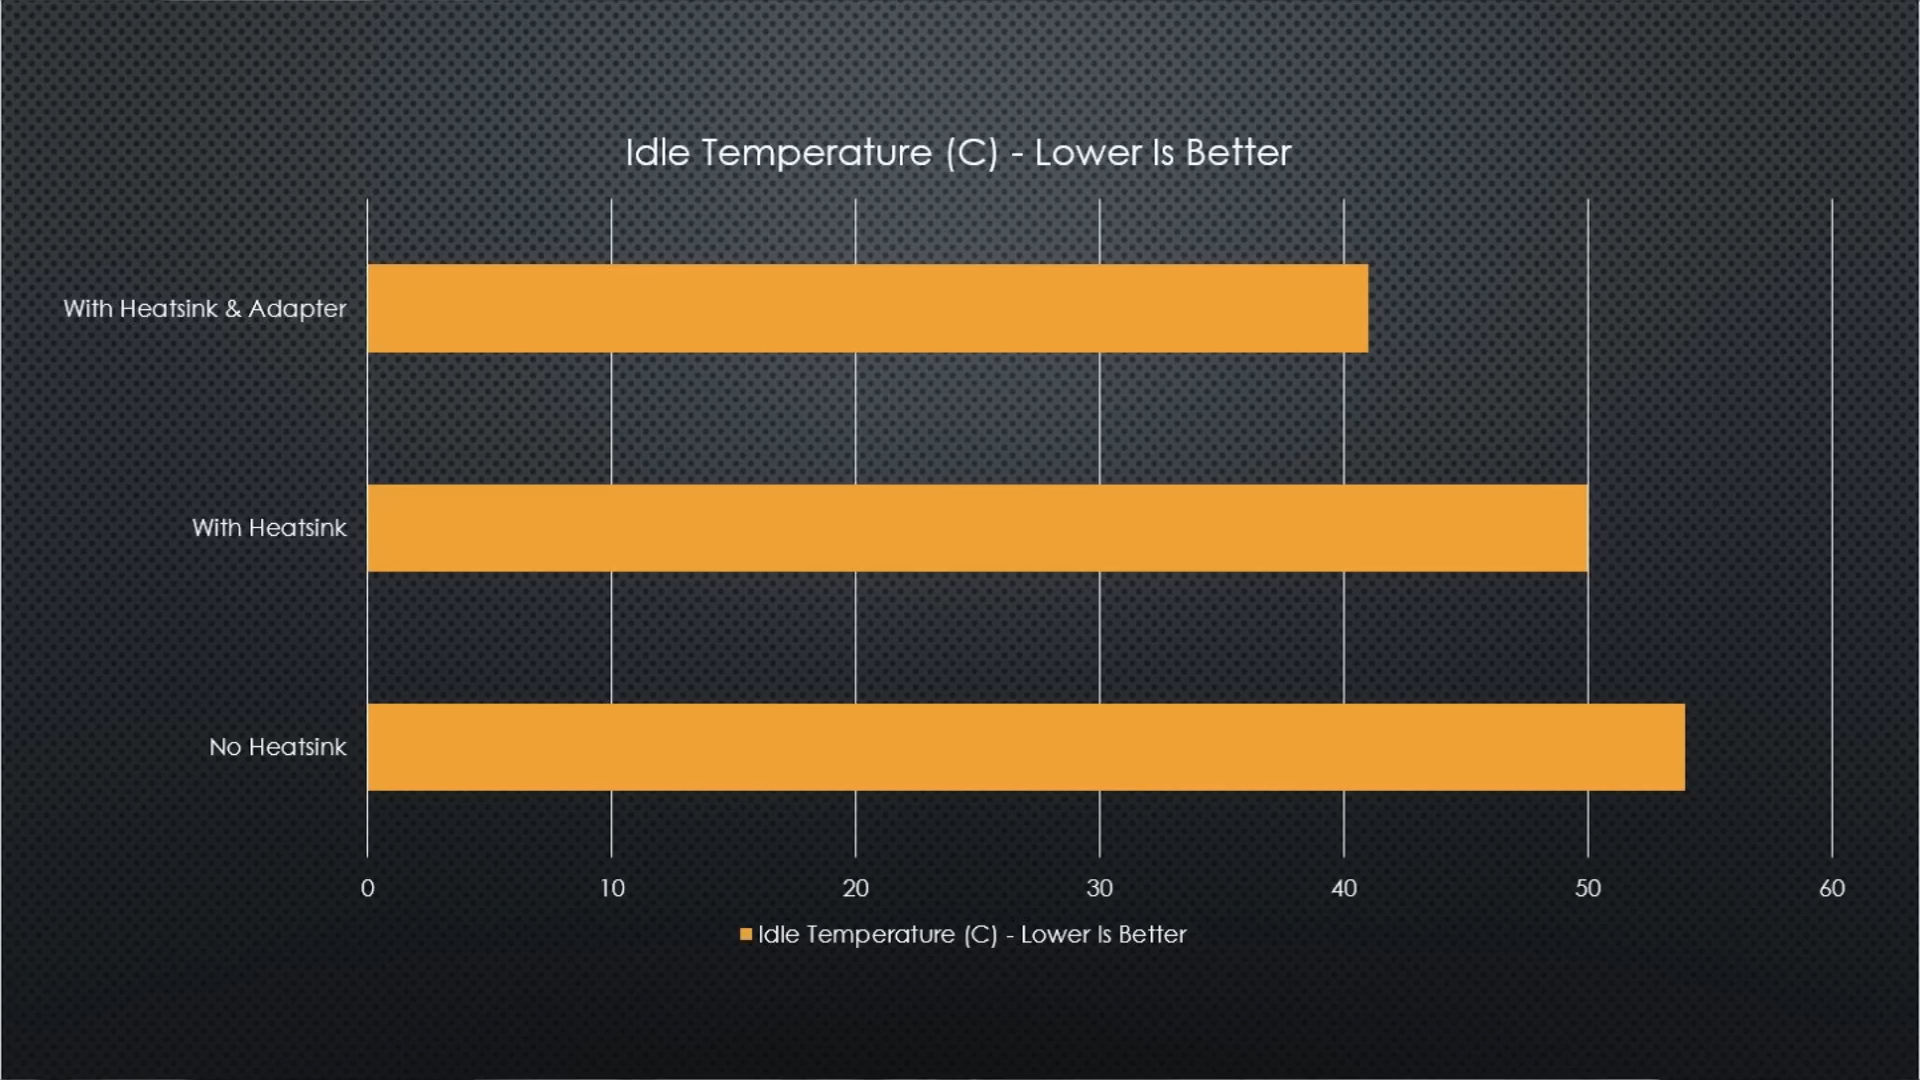 Idle Temperature (C) - Lower Is Better
With Heatsink & Adapter
With Heatsink
No Heatsink
0 10 20 30 40 50 60
Idle Temperature (C) - Lower Is Better